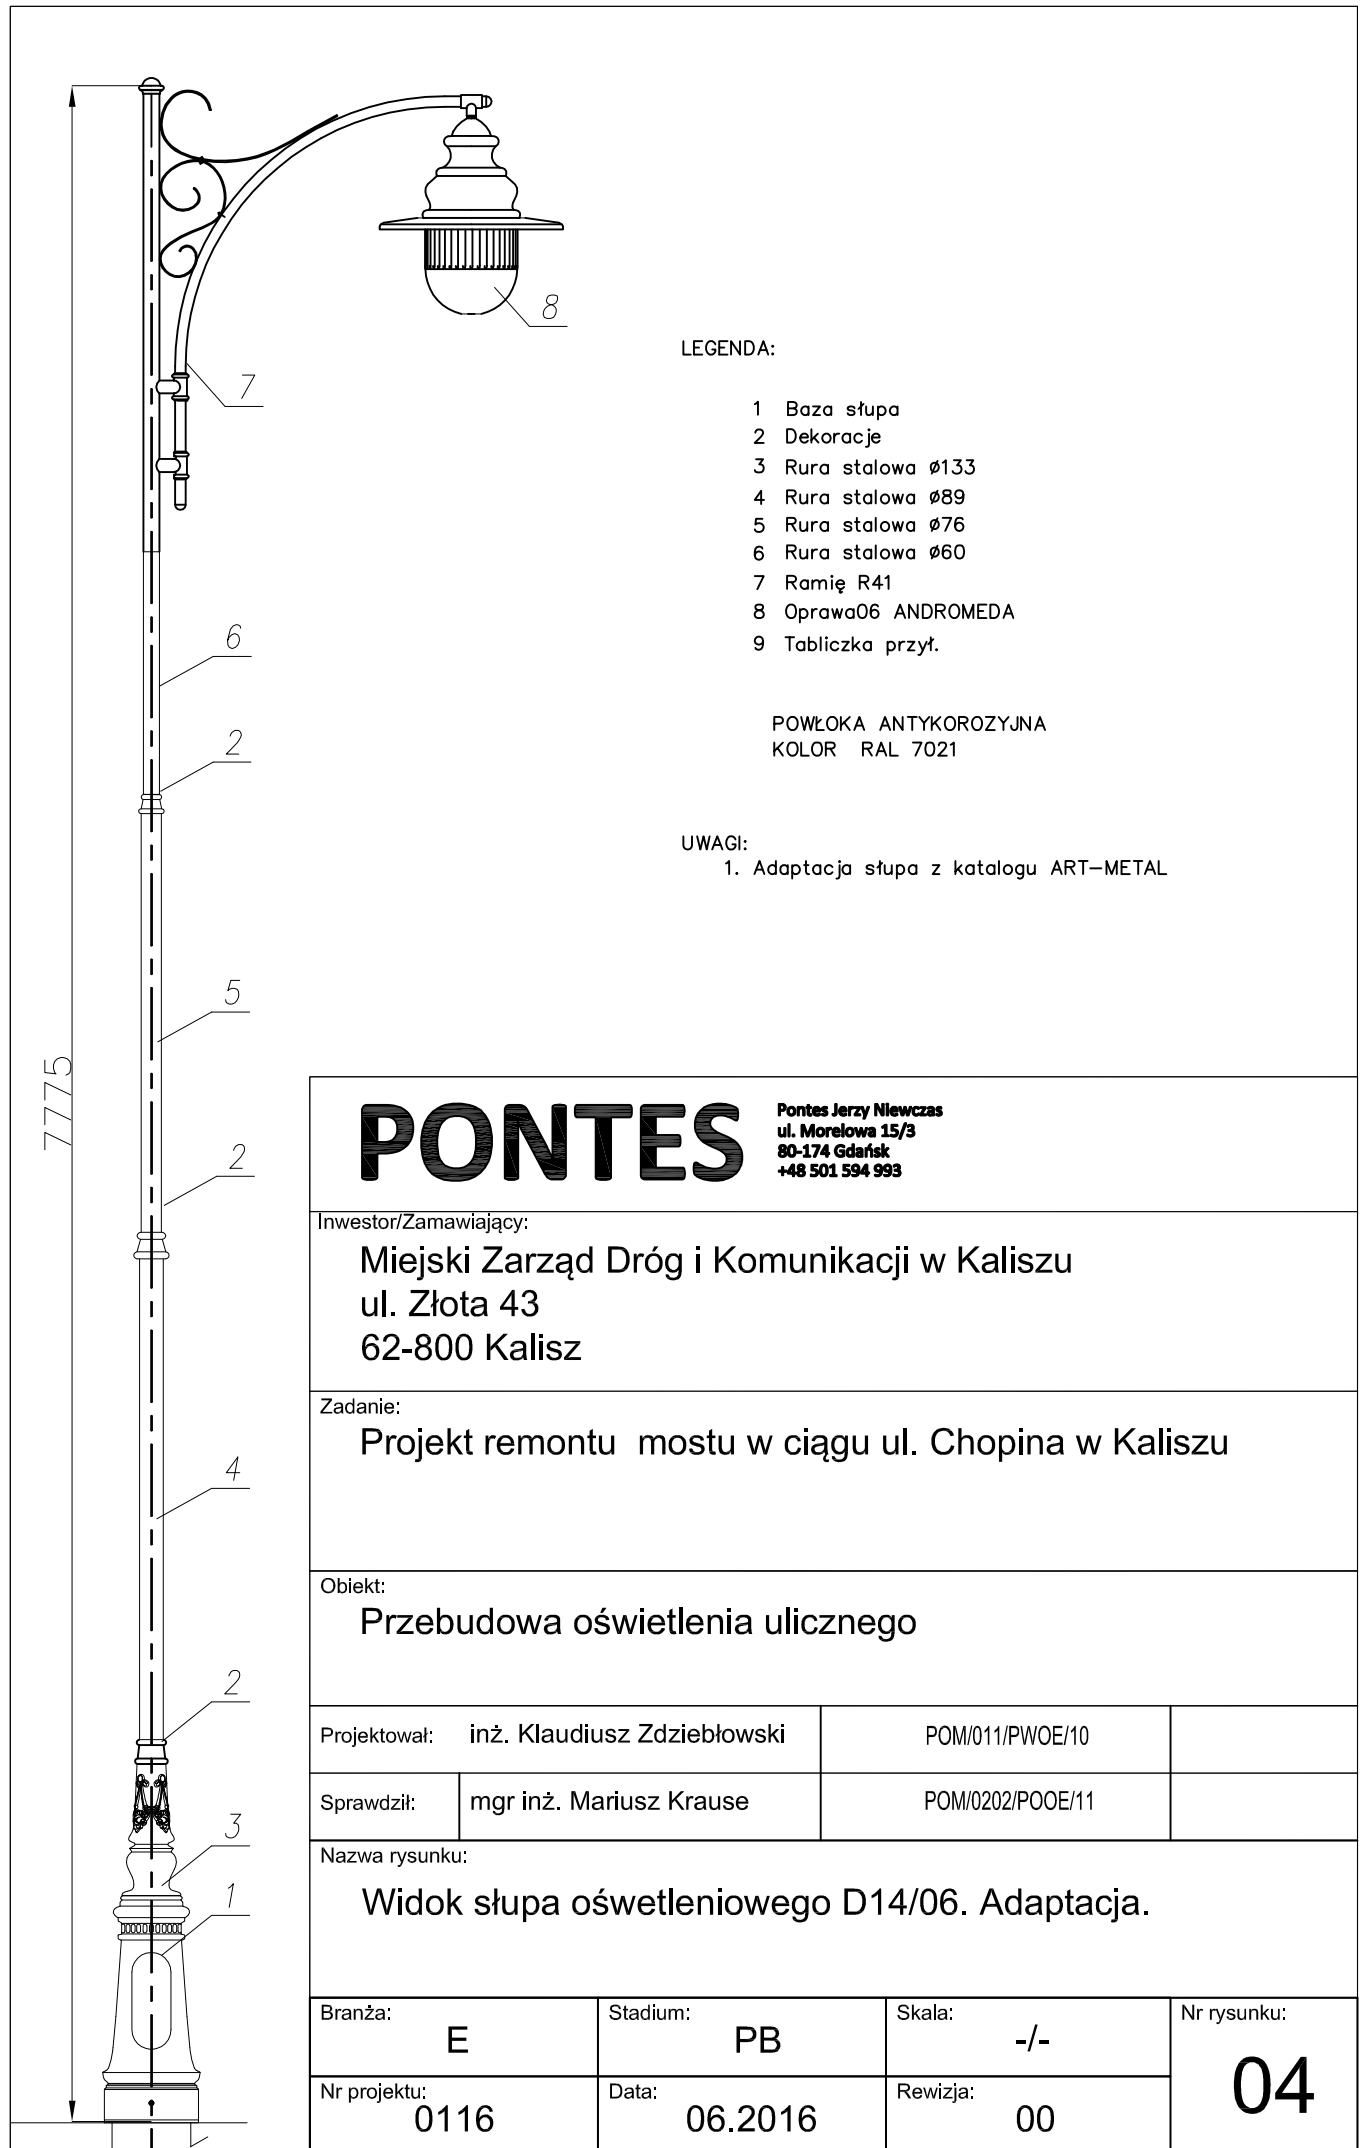 8
7
6
2
5
7775
2
4
2
3
1
LEGENDA:
1 Baza słupa
2 Dekoracje
3 Rura stalowa ø133
4 Rura stalowa ø89
5 Rura stalowa ø76
6 Rura stalowa ø60
7 Ramię R41
8 Oprawa06 ANDROMEDA
9 Tabliczka przył.
POWŁOKA ANTYKOROZYJNA
KOLOR RAL 7021
UWAGI:
1. Adaptacja słupa z katalogu ART-METAL
PONTES
Pontes Jerzy Niewczas
ul. Morelowa 15/3
80-174 Gdańsk
+48 501 594 993
Inwestor/Zamawiający:
Miejski Zarząd Dróg i Komunikacji w Kaliszu
ul. Złota 43
62-800 Kalisz
Zadanie:
Projekt remontu mostu w ciągu ul. Chopina w Kaliszu
Obiekt:
Przebudowa oświetlenia ulicznego
Projektował: inż. Klaudiusz Zdziebłowski POM/011/PWOE/10
Sprawdził: mgr inż. Mariusz Krause POM/0202/POOE/11
Nazwa rysunku:
Widok słupa ośwetleniowego D14/06. Adaptacja.
Branża: Stadium: Skala: Nr rysunku:
E PB -/-
04
Nr projektu: Data: Rewizja:
0116 06.2016 00